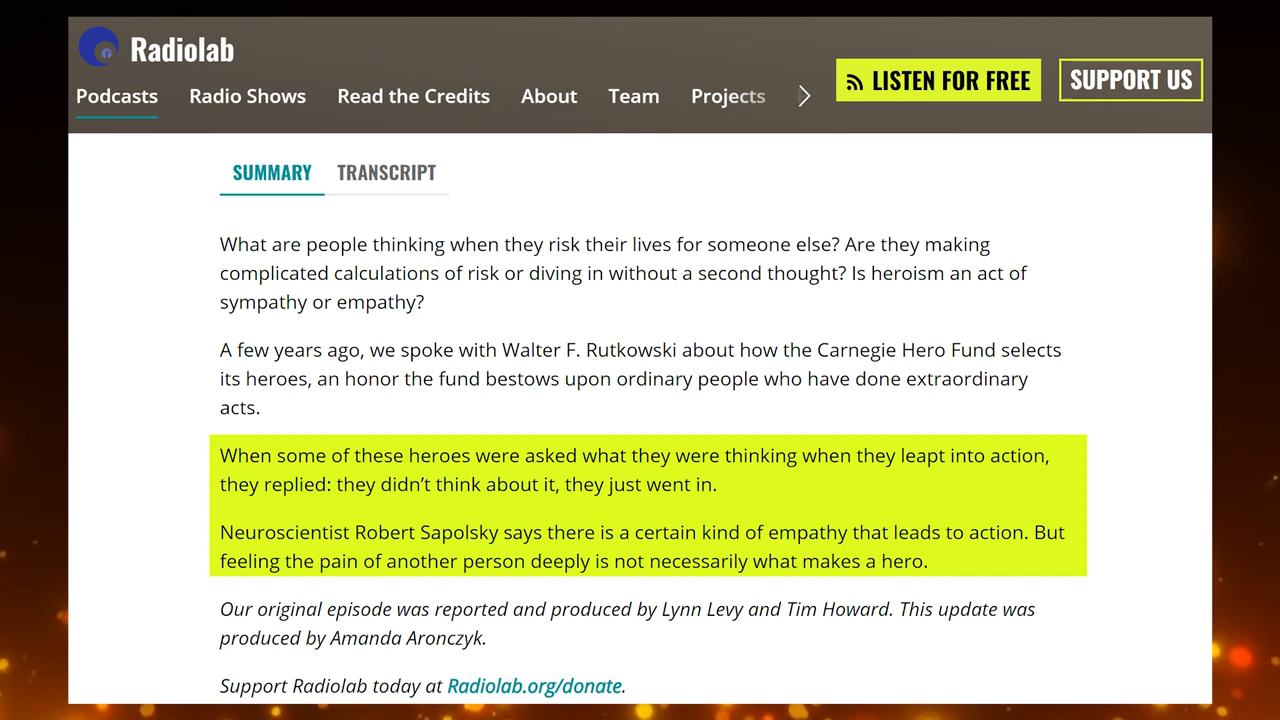 Radiolab
Podcasts Radio Shows Read the Credits About Team Projects
LISTEN FOR FREE
SUPPORT US
SUMMARY TRANSCRIPT
What are people thinking when they risk their lives for someone else? Are they making
complicated calculations of risk or diving in without a second thought? Is heroism an act of
sympathy or empathy?
A few years ago, we spoke with Walter F. Rutkowski about how the Carnegie Hero Fund selects
its heroes, an honor the fund bestows upon ordinary people who have done extraordinary
acts.
When some of these heroes were asked what they were thinking when they leapt into action,
they replied: they didn’t think about it, they just went in.
Neuroscientist Robert Sapolsky says there is a certain kind of empathy that leads to action. But
feeling the pain of another person deeply is not necessarily what makes a hero.
Our original episode was reported and produced by Lynn Levy and Tim Howard. This update was
produced by Amanda Aronczyk.
Support Radiolab today at Radiolab.org/donate.